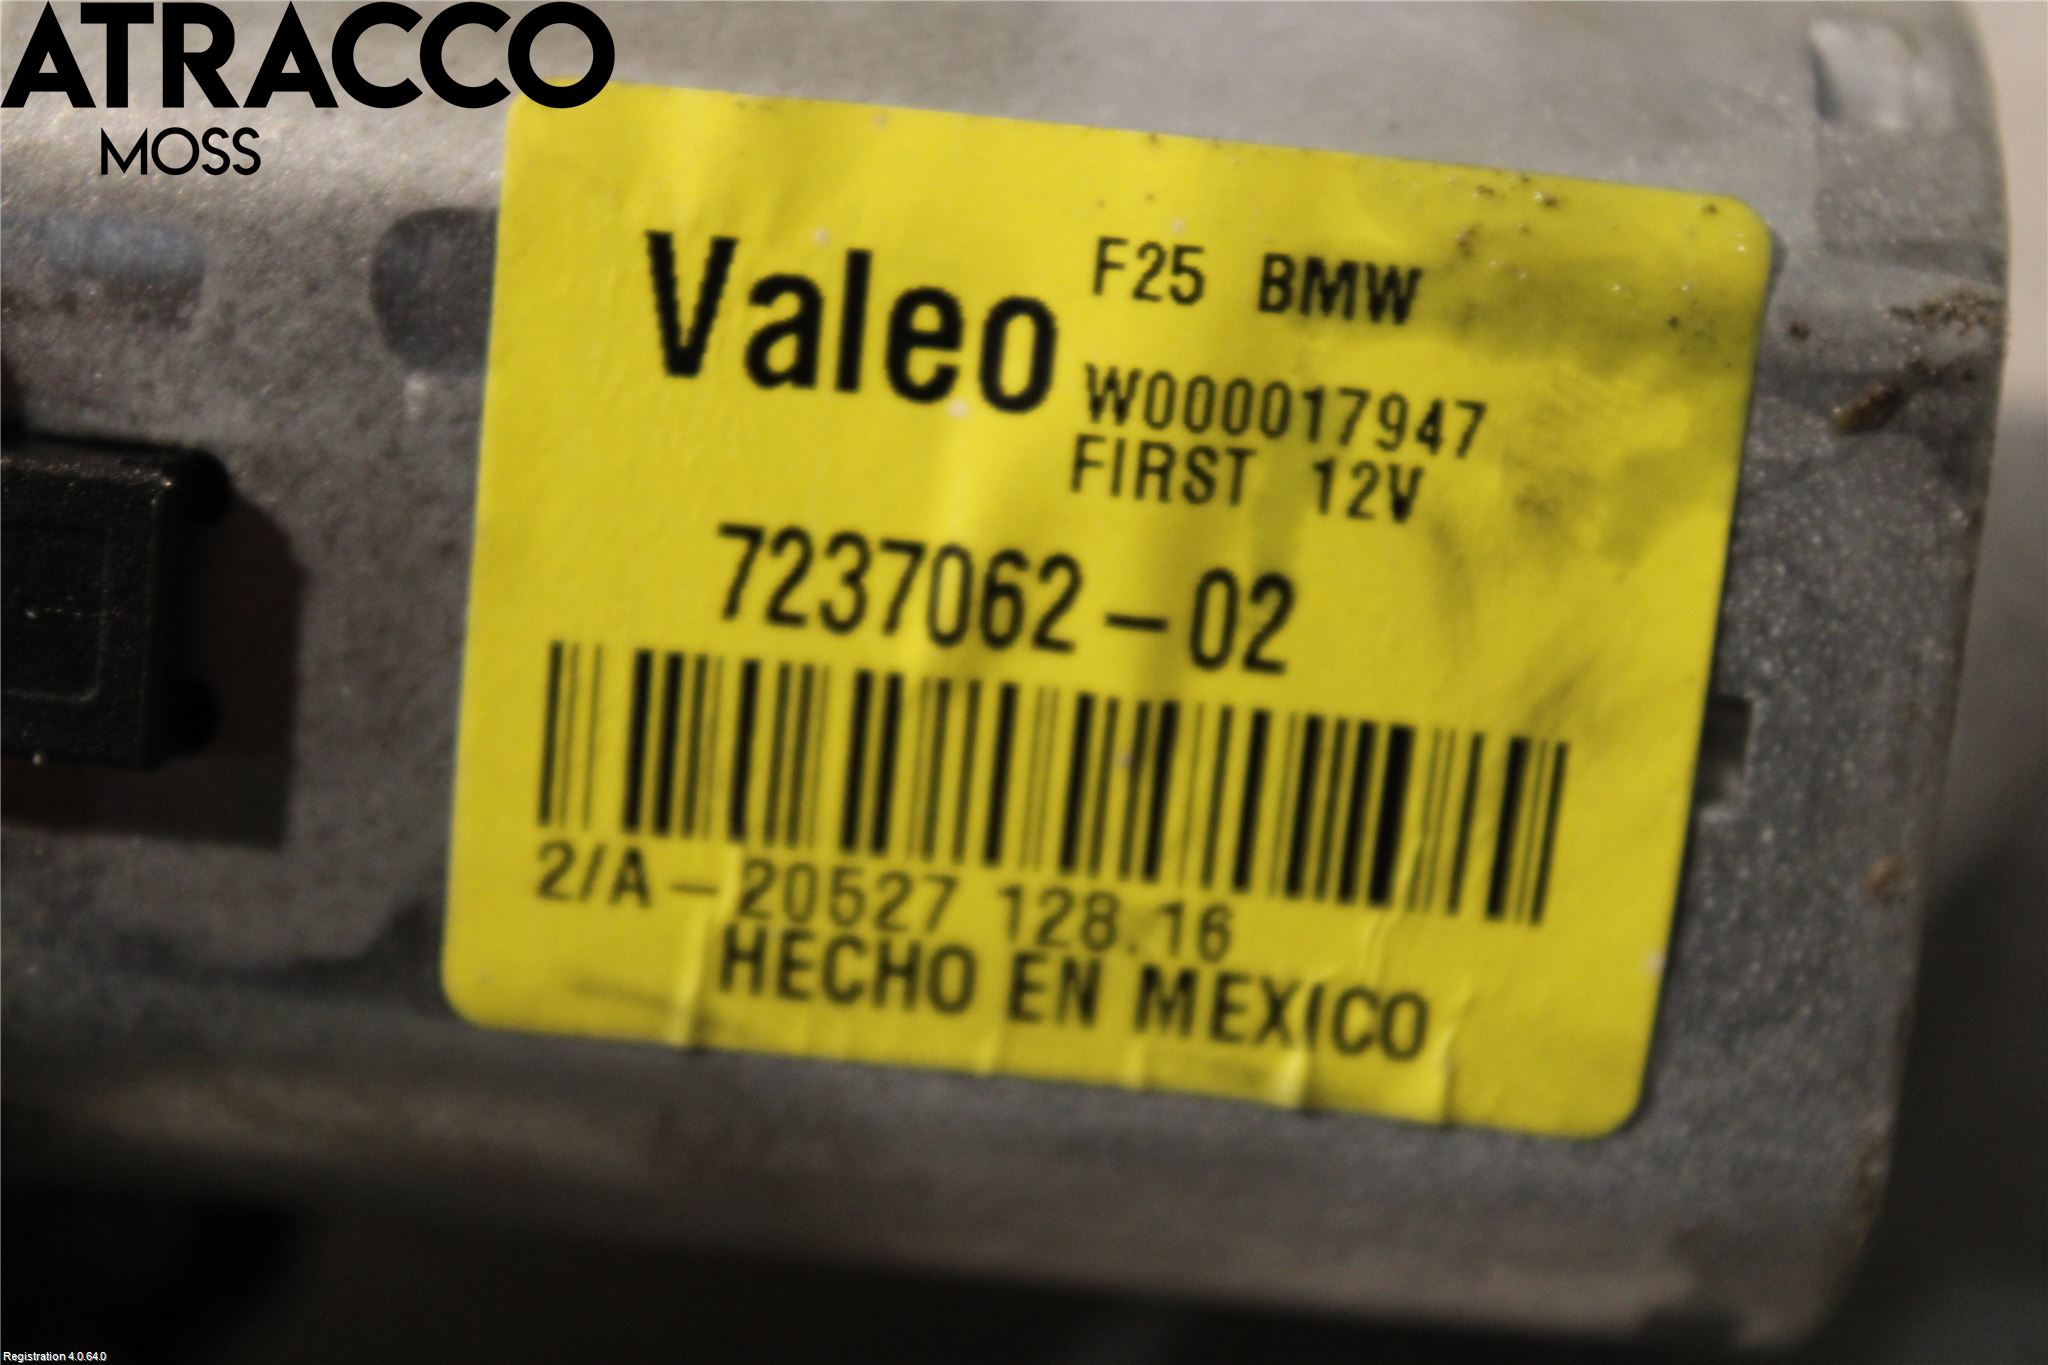 ATRACCO
MOSS
Valeo
F25 BMW
W000017947
FIRST 12V
7237062-02
2/A-20527 128.16
HECHO EN MEXICO
Registration 4.0.64.0